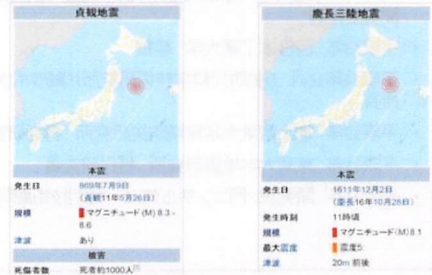 貞観地震
本震
発生日 869年7月9日
（貞観11年5月26日）
規模 マグニチュード (M) 8.3 -
8.6
津波 あり
被害
死傷者数 死者約1000人
慶長三陸地震
本震
発生日 1611年12月2日
（慶長16年10月28日）
発生時刻 11時頃
規模 マグニチュード (M) 8.1
最大震度 震度5
津波 20m 前後